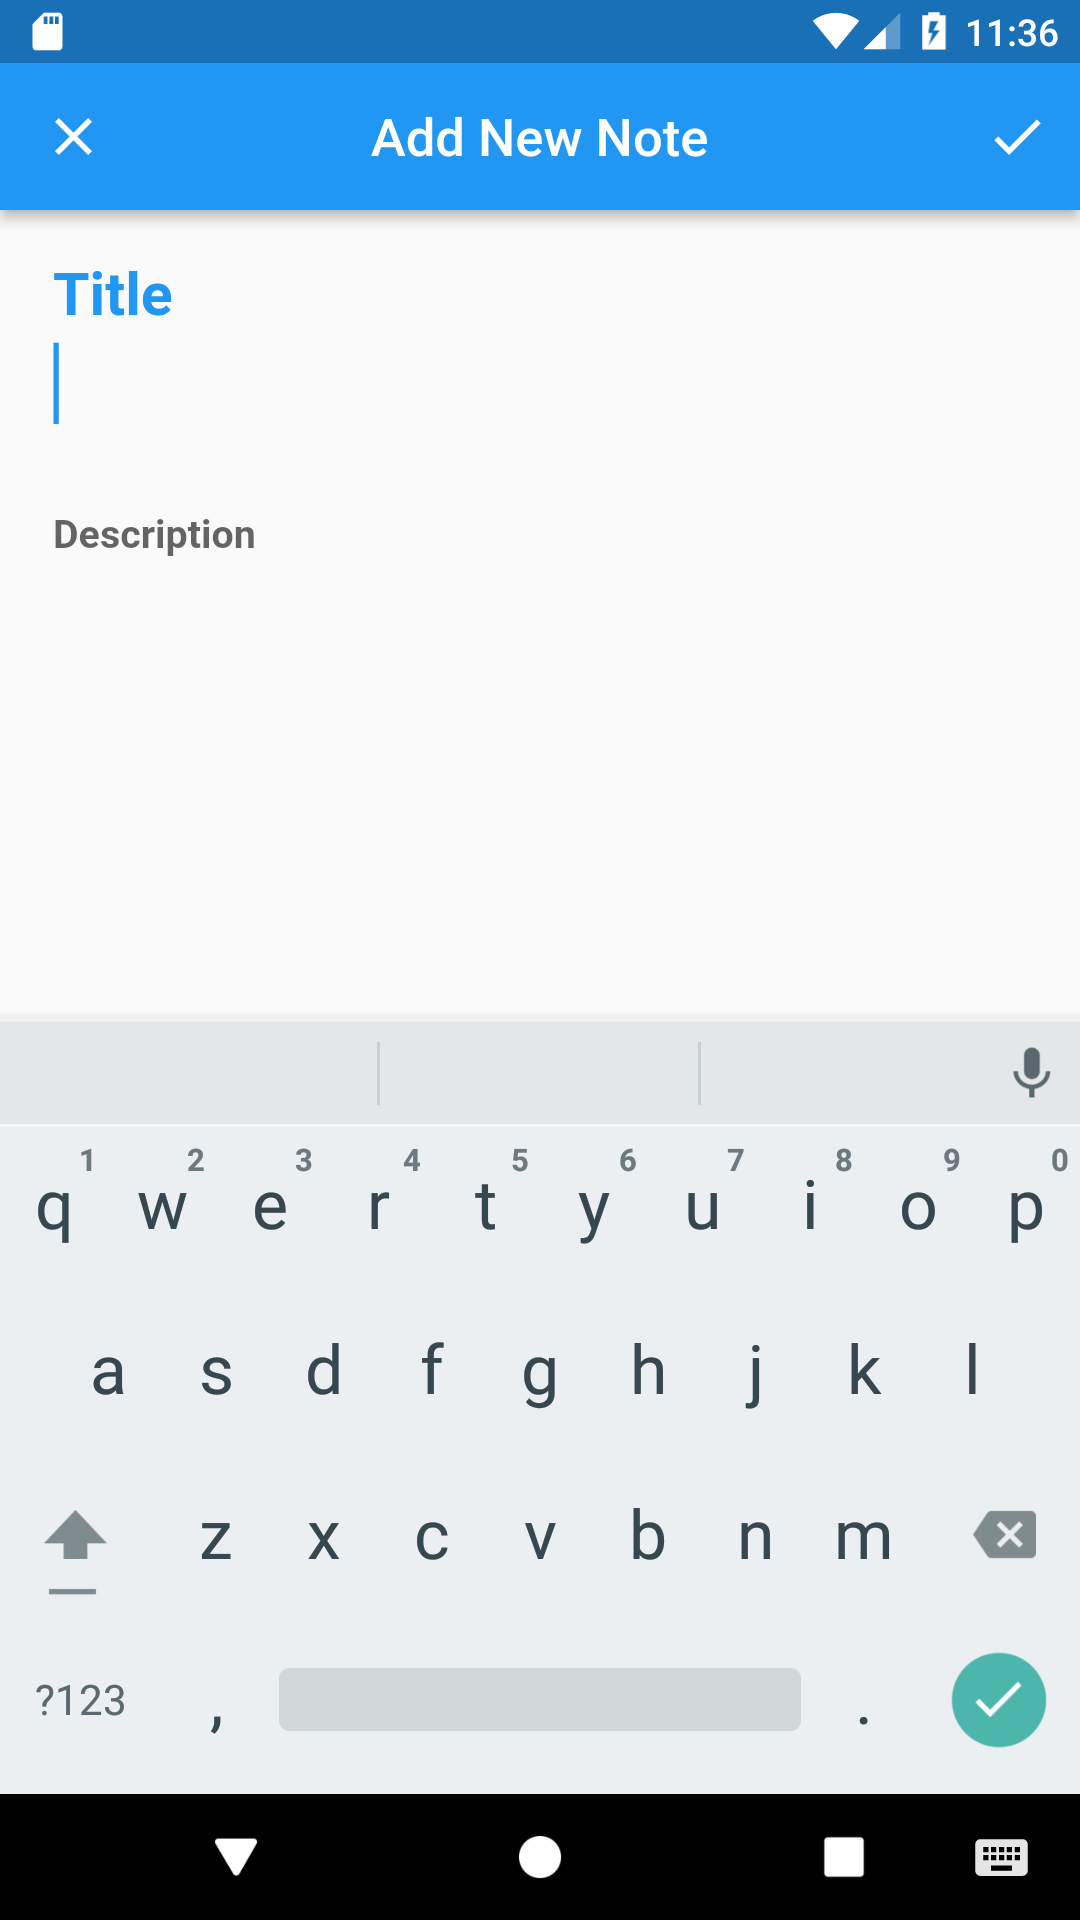 11:36
Add New Note
Title
Description
1 2 3 4 5 6 7 8 9 0
q w e r t y u i o p
a s d f g h j k l
z x c v b n m
?123 , .